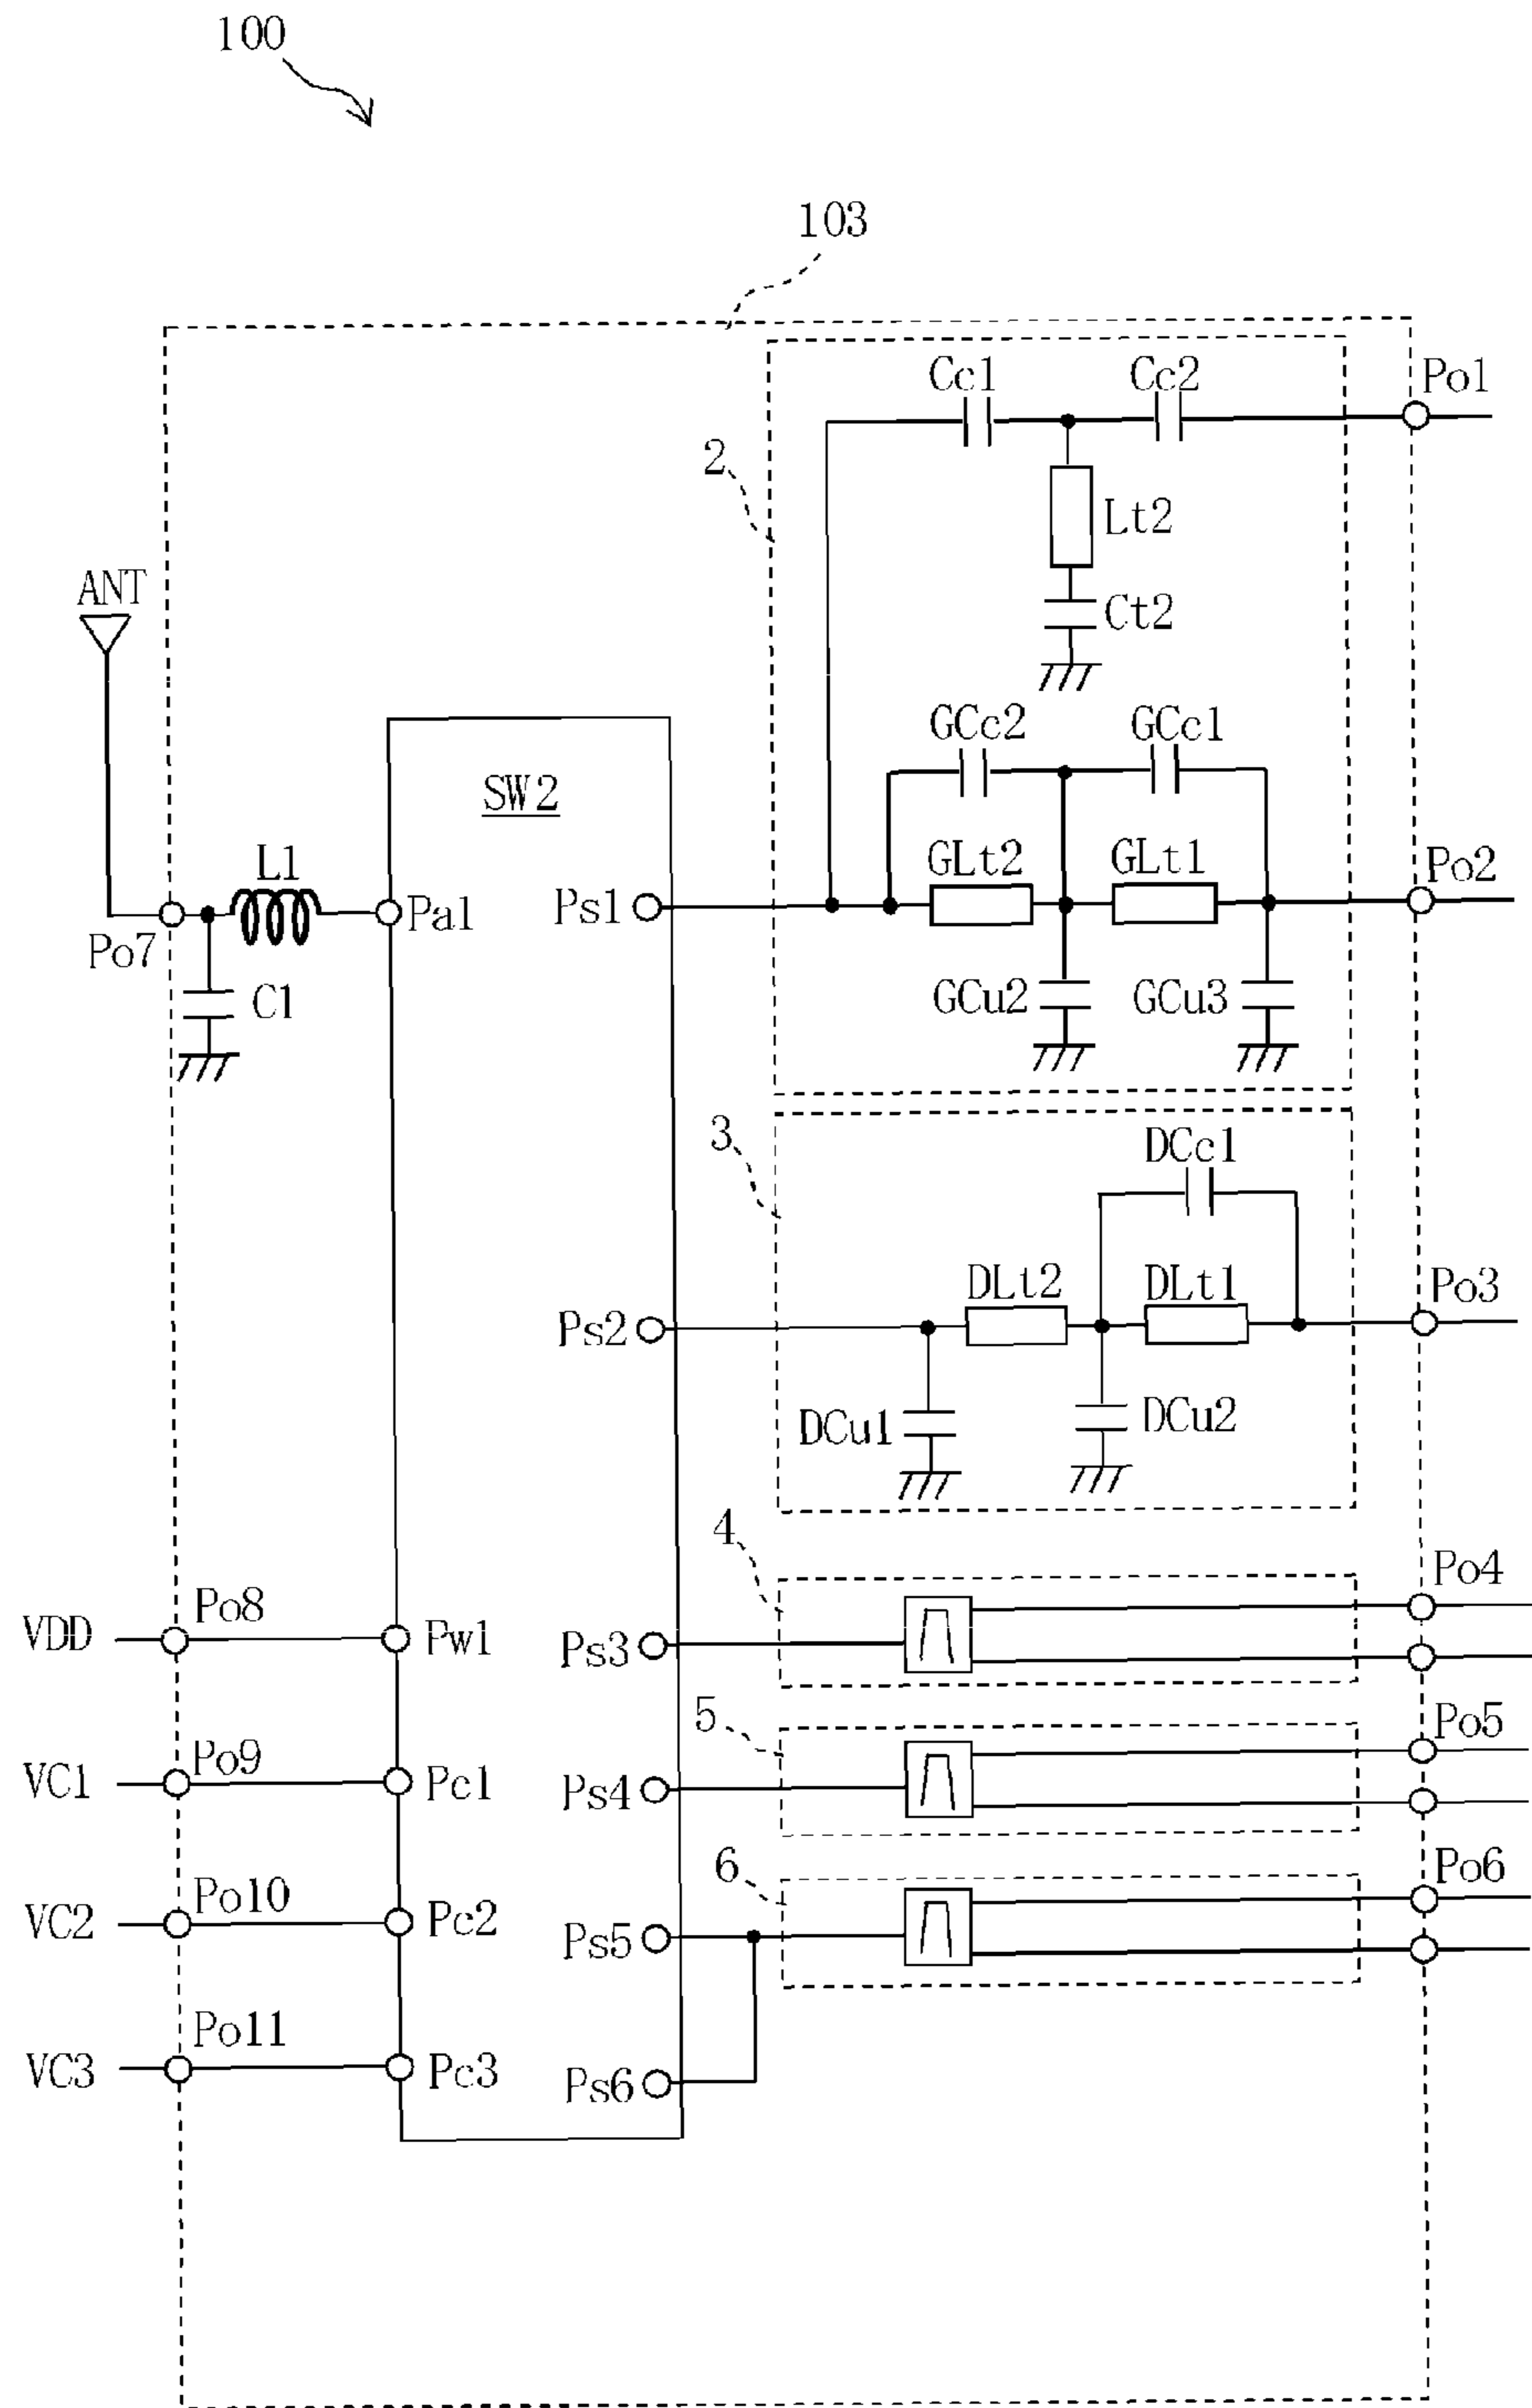 100
103
Cc1
Cc2
Po1
2
Lt2
ANT
Ct2
GCc2
GCc1
SW2
L1
GLt2
GLt1
Po2
Pa1
Ps1
Po7
C1
GCu2
GCu3
3
DCc1
DLt2
DLt1
Po3
Ps2
DCu1
DCu2
4
Po4
Po8
VDD
Pw1
Ps3
5
Po5
Po9
VC1
Pc1
Ps4
6
Po6
Po10
VC2
Pc2
Ps5
Po11
VC3
Pc3
Ps6